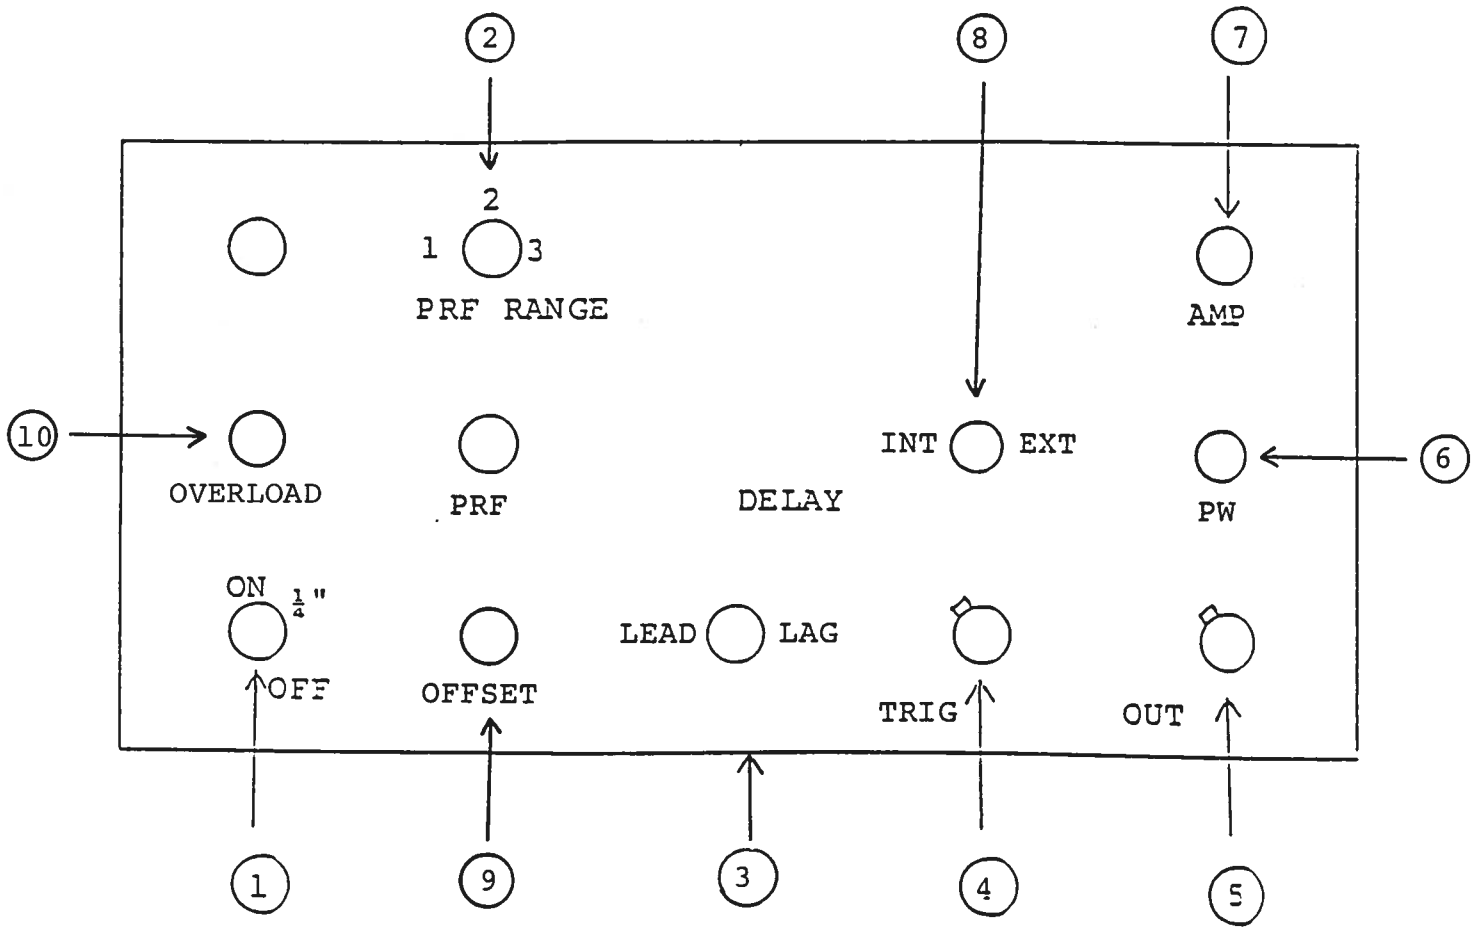 2 8 7
2
1 3
PRF RANGE
AMP
10
INT EXT
6
OVERLOAD
PRF
DELAY
PW
ON 1/4"
LEAD LAG
OFF
OFFSET
TRIG
OUT
1 9 3 4 5